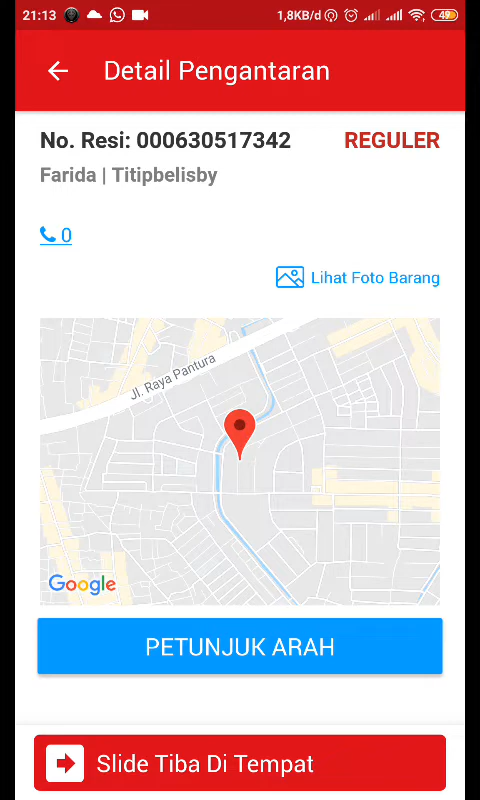 21:13 1,8KB/d 49
Detail Pengantaran
No. Resi: 000630517342 REGULER
Farida | Titipbelisby
0
Lihat Foto Barang
Jl. Raya Pantura
Google
PETUNJUK ARAH
Slide Tiba Di Tempat